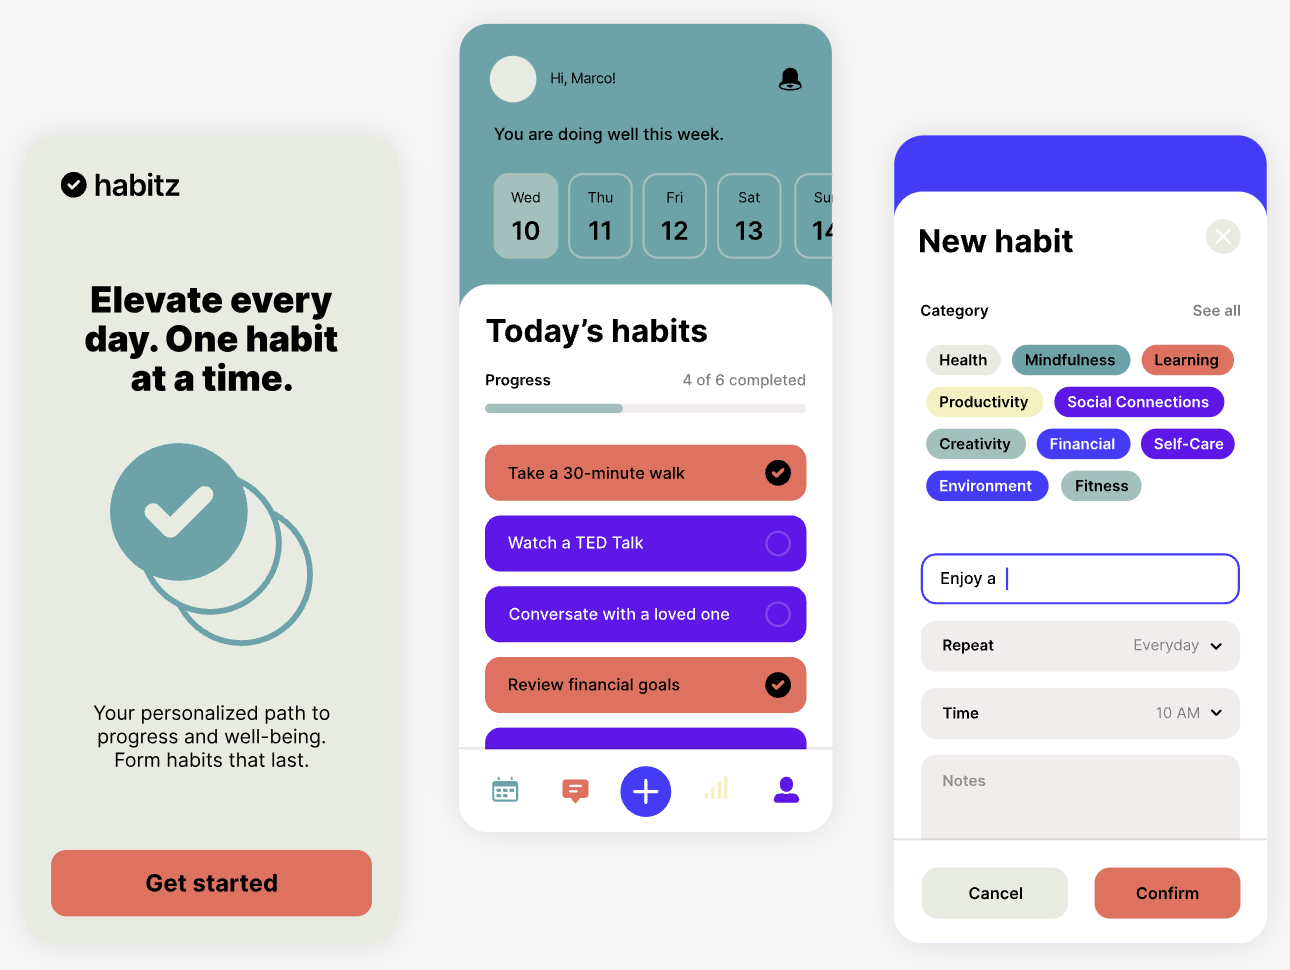 habitz
Elevate every
day. One habit
at a time.
Your personalized path to
progress and well-being.
Form habits that last.
Get started
Hi, Marco!
You are doing well this week.
Wed Thu Fri Sat Sun
10 11 12 13 14
Today’s habits
Progress 4 of 6 completed
Take a 30-minute walk
Watch a TED Talk
Conversate with a loved one
Review financial goals
New habit
Category See all
Health Mindfulness Learning
Productivity Social Connections
Creativity Financial Self-Care
Environment Fitness
Enjoy a
Repeat Everyday
Time 10 AM
Notes
Cancel Confirm